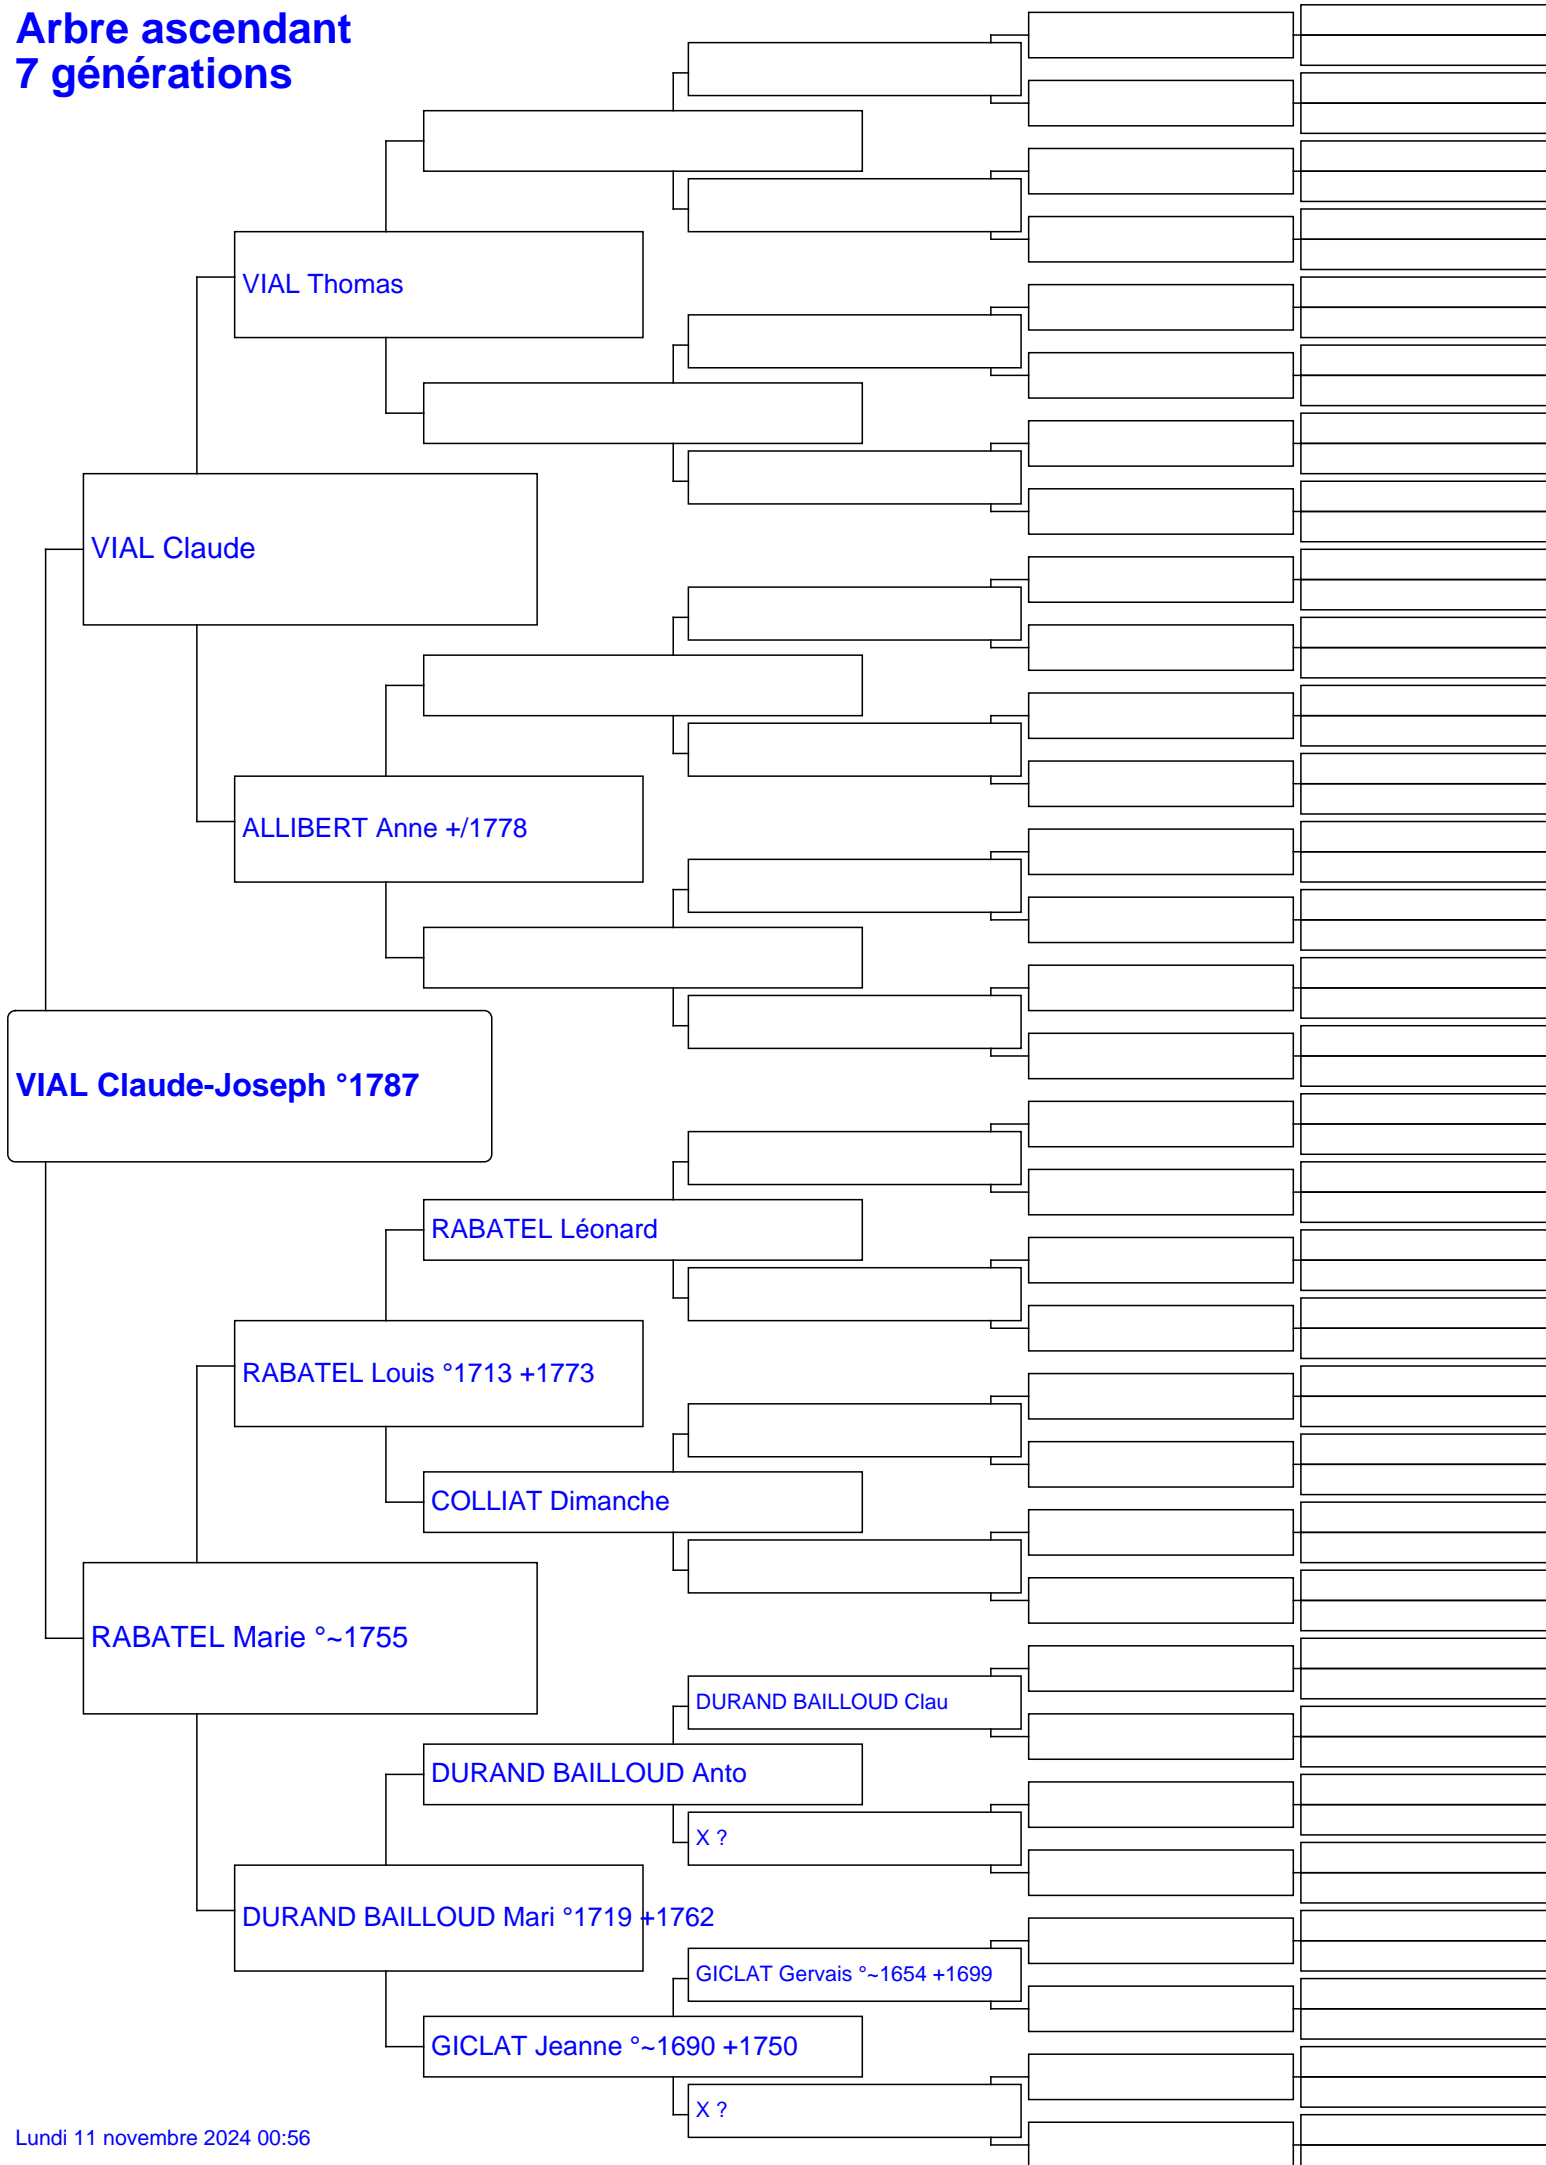 Arbre ascendant
7 générations
VIAL Thomas
VIAL Claude
ALLIBERT Anne +/1778
VIAL Claude-Joseph °1787
RABATEL Léonard
RABATEL Louis °1713 +1773
COLLIAT Dimanche
RABATEL Marie °~1755
DURAND BAILLOUD Clau
DURAND BAILLOUD Anto
X ?
DURAND BAILLOUD Mari °1719 +1762
GICLAT Gervais °~1654 +1699
GICLAT Jeanne °~1690 +1750
X ?
Lundi 11 novembre 2024 00:56